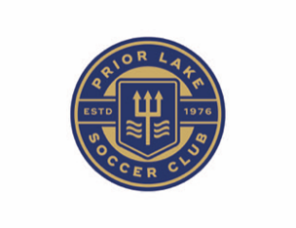 PRIOR LAKE
ESTD 1976
SOCCER CLUB